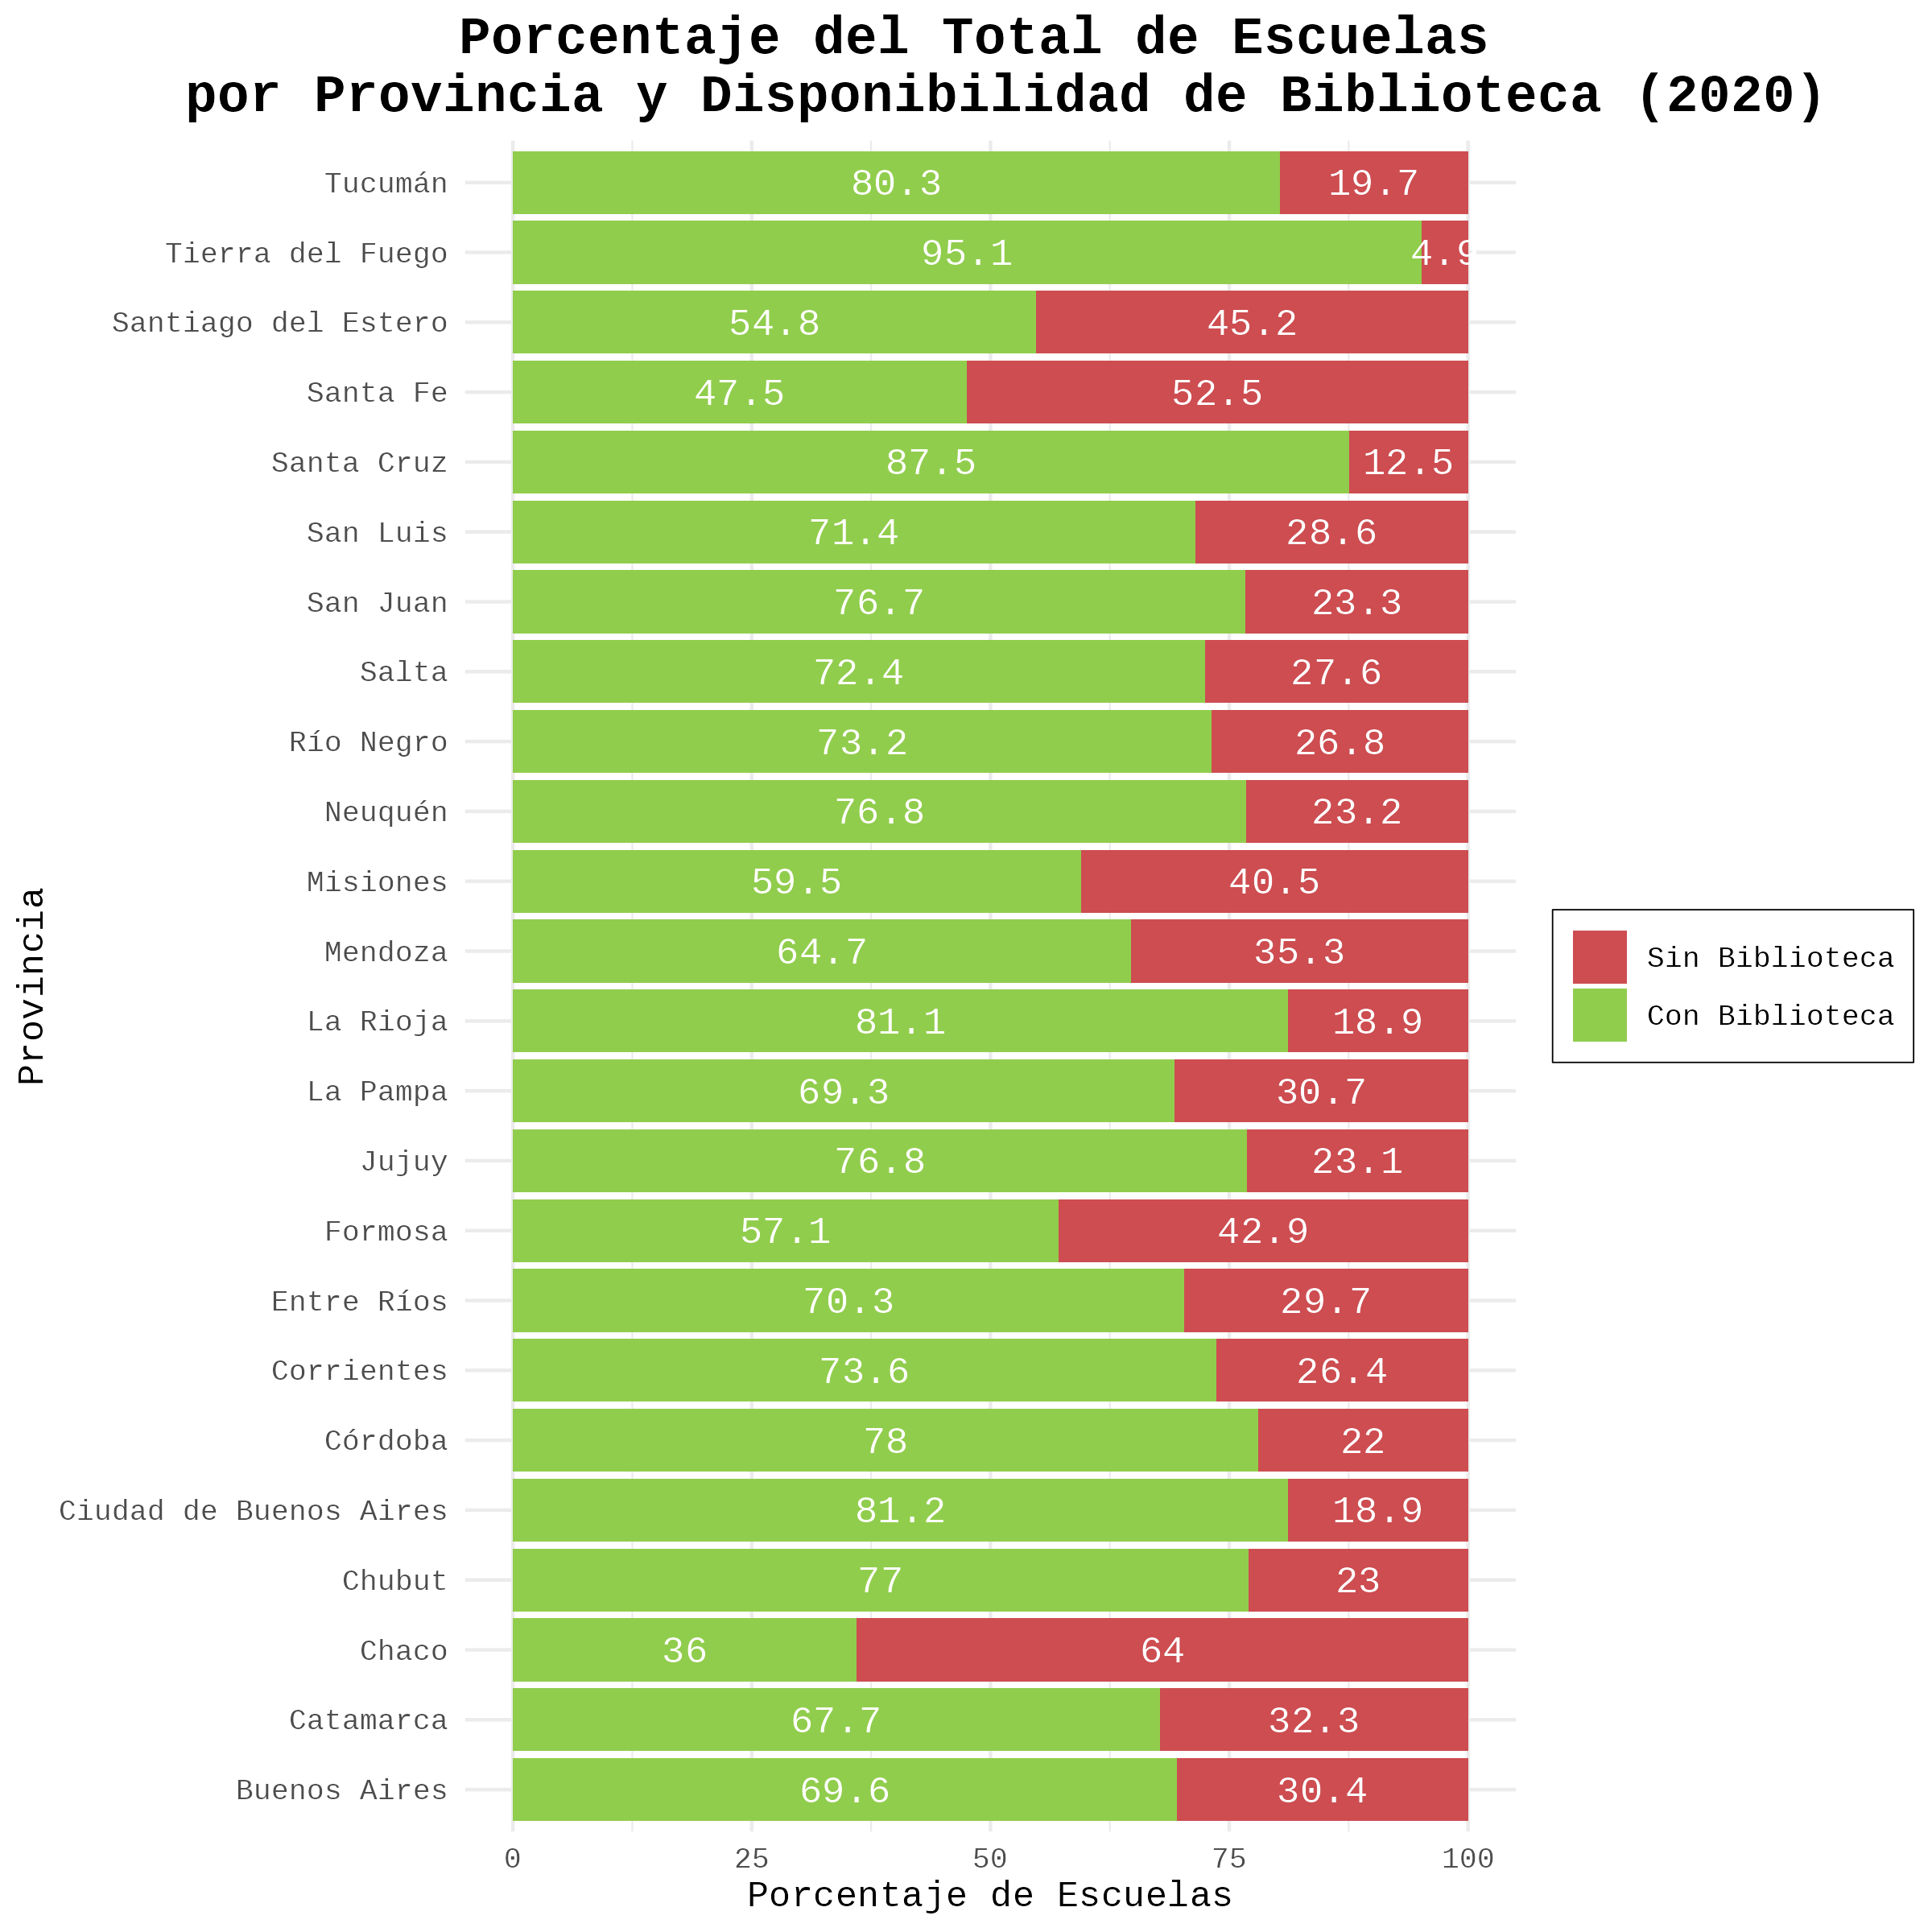 Porcentaje del Total de Escuelas
por Provincia y Disponibilidad de Biblioteca (2020)
Tucumán 80.3 19.7
Tierra del Fuego 95.1 4.9
Santiago del Estero 54.8 45.2
Santa Fe 47.5 52.5
Santa Cruz 87.5 12.5
San Luis 71.4 28.6
San Juan 76.7 23.3
Salta 72.4 27.6
Río Negro 73.2 26.8
Neuquén 76.8 23.2
Misiones 59.5 40.5
Mendoza 64.7 35.3
La Rioja 81.1 18.9
La Pampa 69.3 30.7
Jujuy 76.8 23.1
Formosa 57.1 42.9
Entre Ríos 70.3 29.7
Corrientes 73.6 26.4
Córdoba 78 22
Ciudad de Buenos Aires 81.2 18.9
Chubut 77 23
Chaco 36 64
Catamarca 67.7 32.3
Buenos Aires 69.6 30.4
0 25 50 75 100
Porcentaje de Escuelas
Provincia
Sin Biblioteca
Con Biblioteca